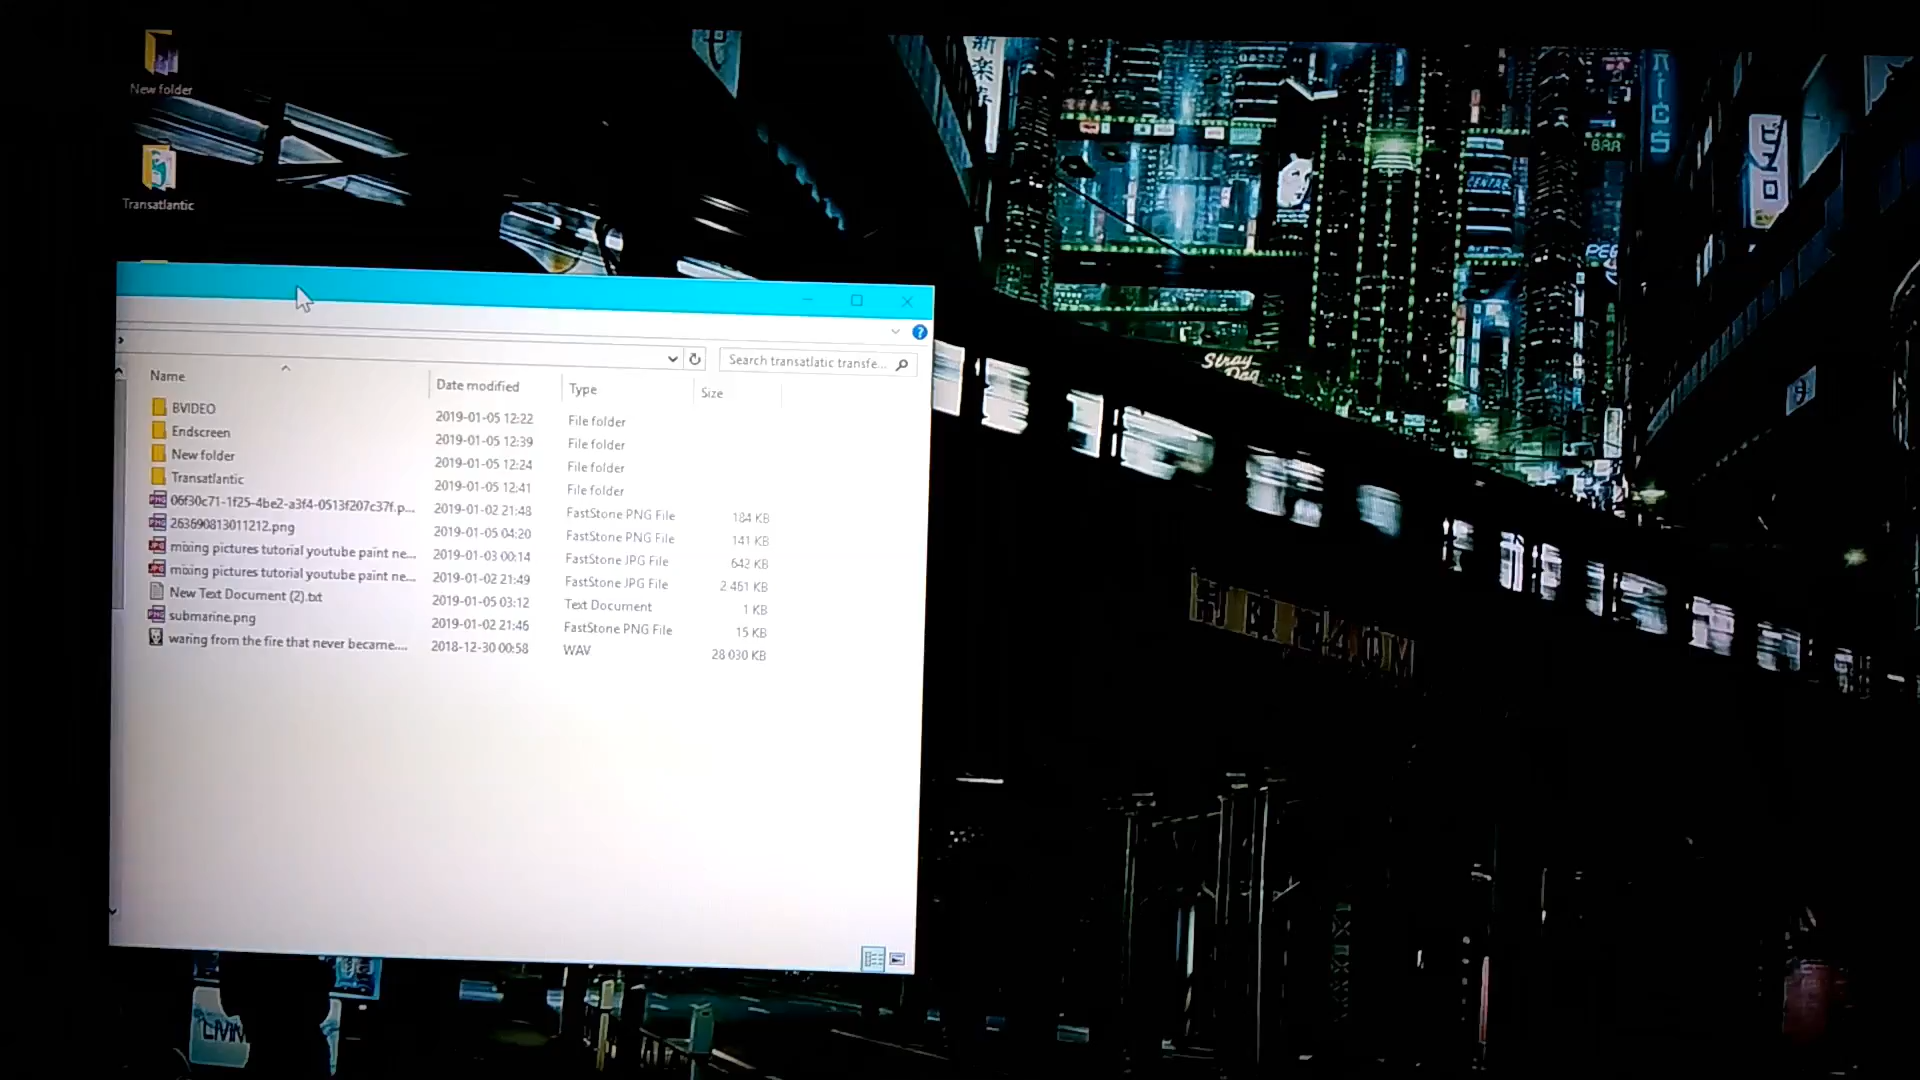 New folder
Transatlantic
Search transatlatic transfe...
Name
Date modified
Type
Size
BVIDEO 2019-01-05 12:22 File folder
Endscreen 2019-01-05 12:39 File folder
New folder 2019-01-05 12:24 File folder
Transatlantic 2019-01-05 12:41 File folder
06f30c71-1f25-4be2-a3f4-0513f207c37f.p... 2019-01-02 21:48 FastStone PNG File 184 KB
263690813011212.png 2019-01-05 04:20 FastStone PNG File 141 KB
mixing pictures tutorial youtube paint ne... 2019-01-03 00:14 FastStone JPG File 642 KB
mixing pictures tutorial youtube paint ne... 2019-01-02 21:49 FastStone JPG File 2 461 KB
New Text Document (2).txt 2019-01-05 03:12 Text Document 1 KB
submarine.png 2019-01-02 21:46 FastStone PNG File 15 KB
waring from the fire that never became.... 2018-12-30 00:58 WAV 28 030 KB
BAR
CENTRE
Stray
Dog